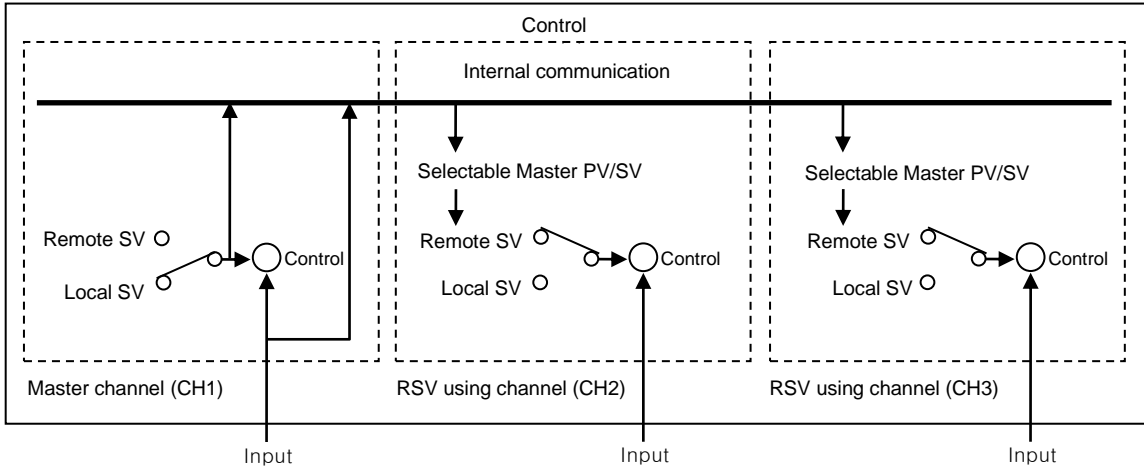 Control
Internal communication
Selectable Master PV/SV
Selectable Master PV/SV
Remote SV
Control
Local SV
Remote SV
Control
Local SV
Remote SV
Control
Local SV
Master channel (CH1)
RSV using channel (CH2)
RSV using channel (CH3)
Input
Input
Input